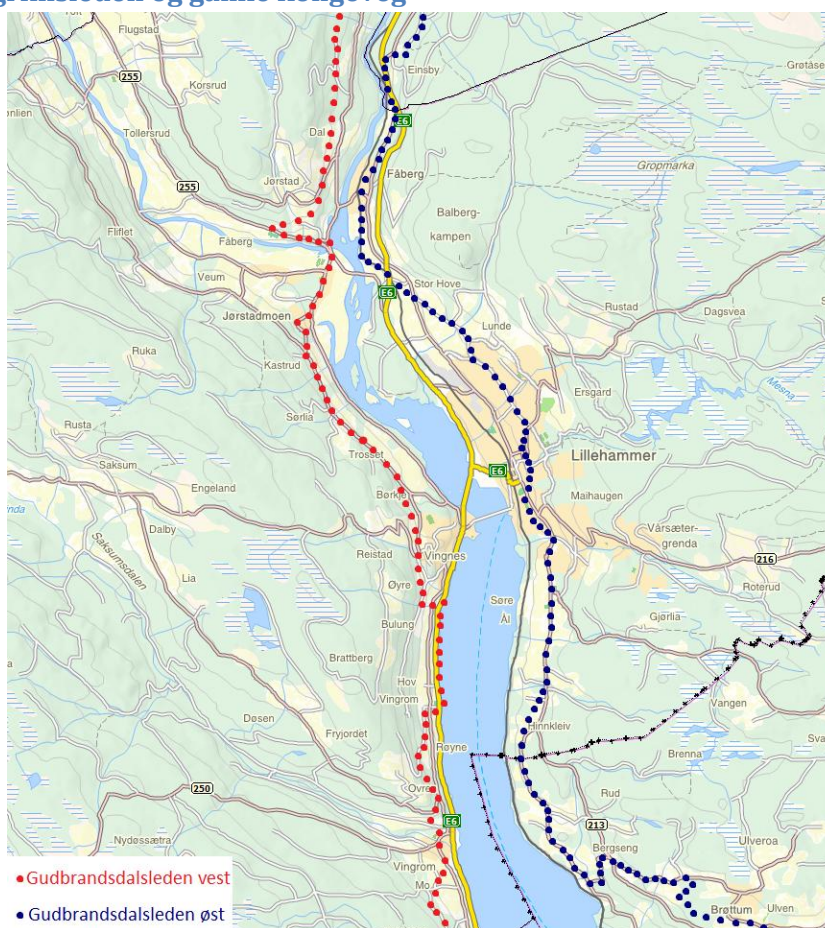 Flugstad
255
Korsrud
Einsby
Grøtåse
Tollersrud
Dal
E6
Gropmarka
255
Jørstad
Fåberg
Balberg-
kampen
Fliflet
Fåberg
Veum
Stor Hove
E6
Jørstadmoen
Lunde
Rustad
Dagsvea
Ruka
Kastrud
Mesna
Ersgard
Rusta
Sørlia
Saksum
Trosset
Lillehammer
E6
Engeland
Børkje
Maihaugen
Dalby
Saksumsdalen
Vårsæter-
grenda
Reistad
Vingnes
216
Lia
Øyre
Roterud
Søre
Ål
Bulung
Gjørlia
Brattberg
Hov
Vingrom
Vangen
Døsen
Fryjordet
Hinnkleiv
Røyne
Brenna
250
Ovre
Rud
E6
213
Nydøssætra
Bergseng
Ulveroa
Vingrom
Mo
Gudbrandsdalsleden vest
Gudbrandsdalsleden øst
Brøttum
Ulven